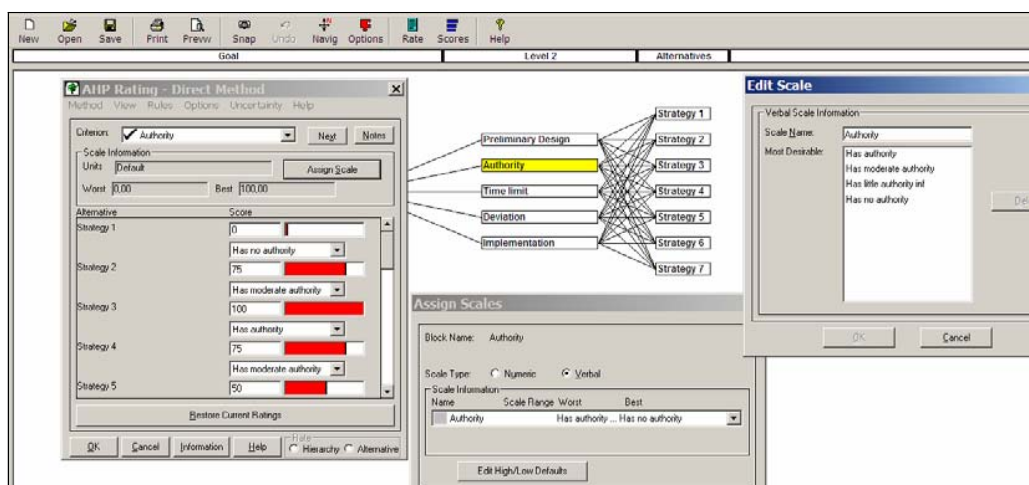 New Open Save Print Prevw Snap Undo Navig Options Rate Scores Help
Goal Level 2 Alternatives
AHP Rating - Direct Method
Method View Rules Options Uncertainty Help
Criterion: Authority Next Notes
Scale Information
Units Default Assign Scale
Worst 0,00 Best 100,00
Alternative Score
Strategy 1 0
Has no authority
Strategy 2 75
Has moderate authority
Strategy 3 100
Has authority
Strategy 4 75
Has moderate authority
Strategy 5 50
Restore Current Ratings
OK Cancel Information Help
Rate
Hierarchy Alternative
Preliminary Design
Authority
Time limit
Deviation
Implementation
Strategy 1
Strategy 2
Strategy 3
Strategy 4
Strategy 5
Strategy 6
Strategy 7
Assign Scales
Block Name: Authority
Scale Type: Numeric Verbal
Scale Information
Name Scale Range Worst Best
Authority Has authority ... Has no authority
Edit High/Low Defaults
Edit Scale
Verbal Scale Information
Scale Name: Authority
Most Desirable: Has authority
Has moderate authority
Has little authority inf
Has no authority
OK Cancel